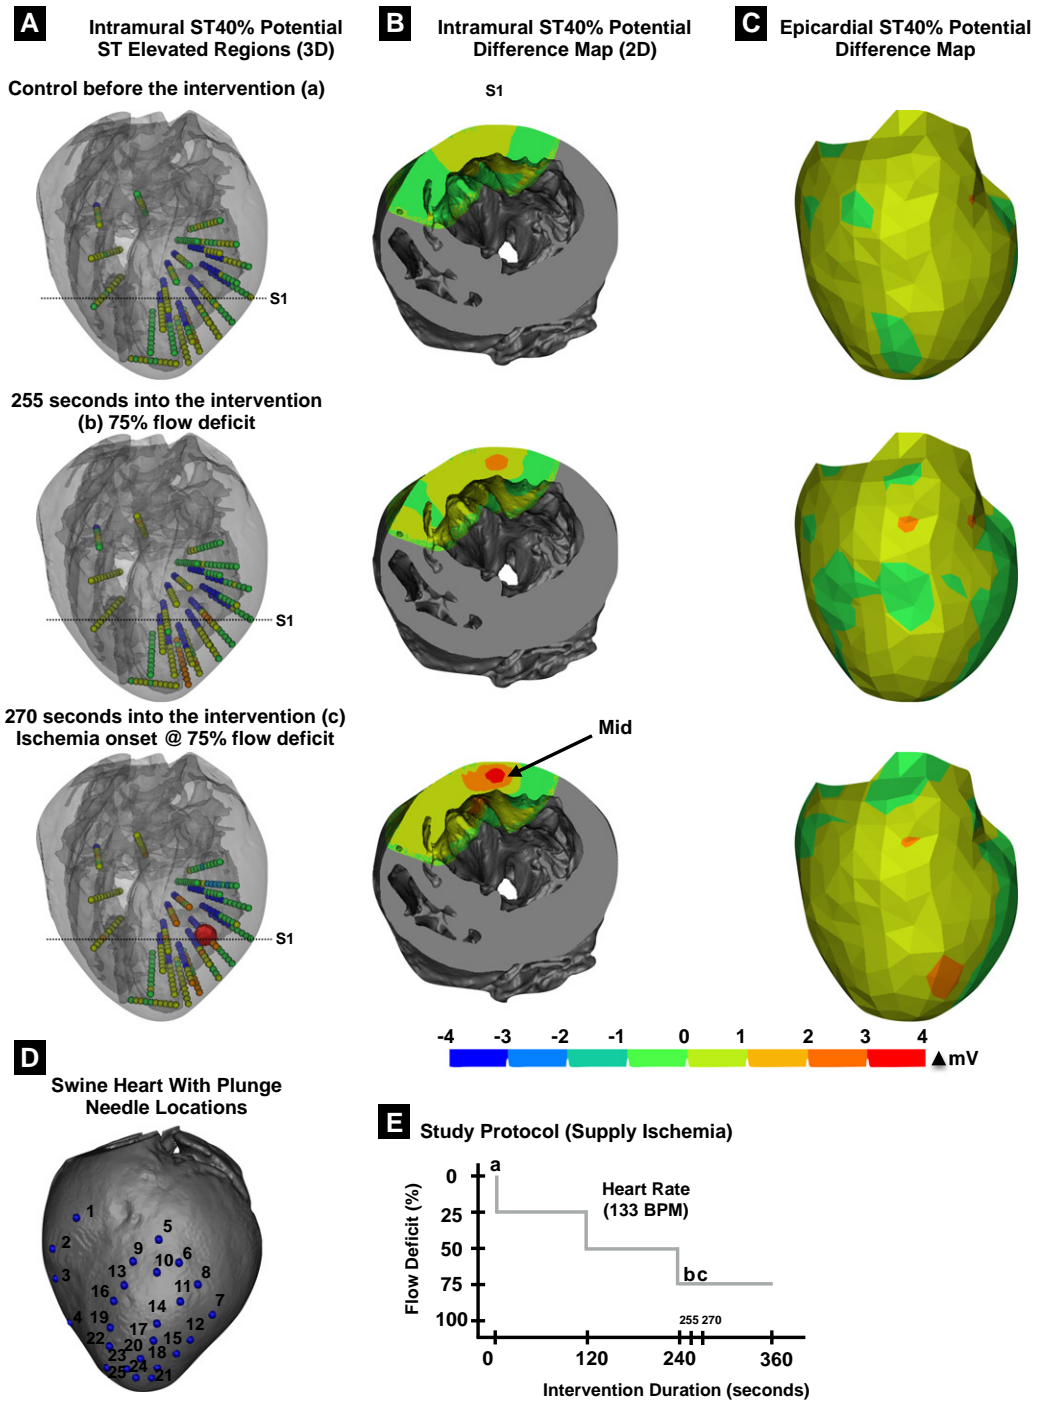 A
Intramural ST40% Potential
ST Elevated Regions (3D)
B
Intramural ST40% Potential
Difference Map (2D)
C
Epicardial ST40% Potential
Difference Map
Control before the intervention (a)
S1
S1
255 seconds into the intervention
(b) 75% flow deficit
S1
270 seconds into the intervention (c)
Ischemia onset @ 75% flow deficit
Mid
S1
-4 -3 -2 -1 0 1 2 3 4
▲mV
D
Swine Heart With Plunge
Needle Locations
1
2
3
4
5
6
7
8
9
10
11
12
13
14
15
16
17
18
19
20
21
22
23
24
25
E
Study Protocol (Supply Ischemia)
a
Heart Rate
(133 BPM)
b c
Flow Deficit (%)
0
25
50
75
100
255 270
0 120 240 360
Intervention Duration (seconds)